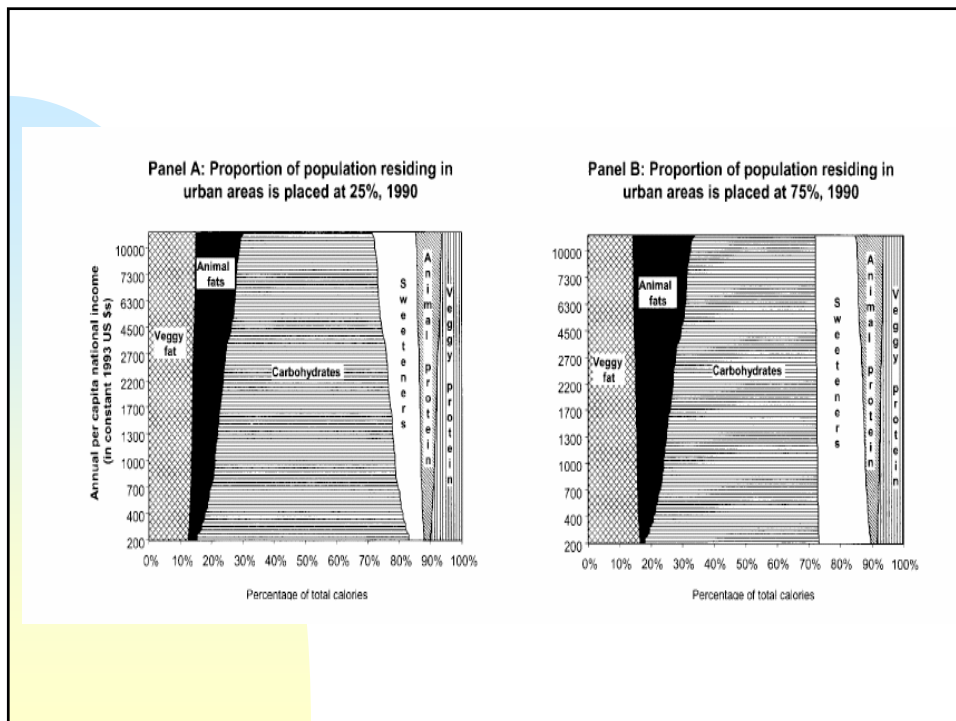 Panel A: Proportion of population residing in
urban areas is placed at 25%, 1990
Annual per capita national income
(in constant 1993 US $s)
10000
7300
6300
4500
2700
2200
1700
1300
1000
700
400
200
Veggy
fat
Animal
fats
Carbohydrates
Sweeteners
Animal protein
Veggy protein
0% 10% 20% 30% 40% 50% 60% 70% 80% 90% 100%
Percentage of total calories
Panel B: Proportion of population residing in
urban areas is placed at 75%, 1990
10000
7300
6300
4500
2700
2200
1700
1300
1000
700
400
200
Veggy
fat
Animal
fats
Carbohydrates
Sweeteners
Animal protein
Veggy protein
0% 10% 20% 30% 40% 50% 60% 70% 80% 90% 100%
Percentage of total calories